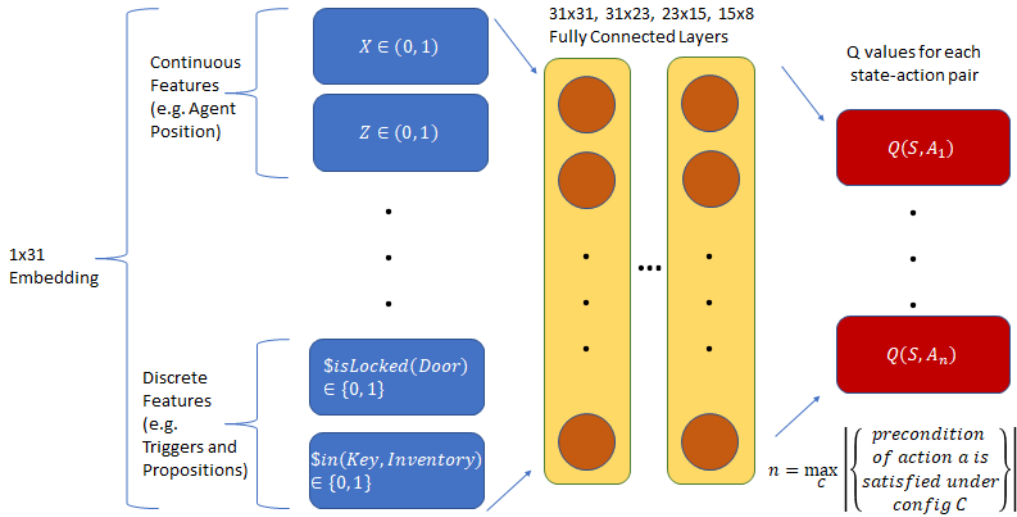 1x31
Embedding
Continuous
Features
(e.g. Agent
Position)
X ∈ (0, 1)
Z ∈ (0, 1)
Discrete
Features
(e.g.
Triggers and
Propositions)
$isLocked(Door)
∈ {0, 1}
$in(Key, Inventory)
∈ {0, 1}
31x31, 31x23, 23x15, 15x8
Fully Connected Layers
...
Q values for each
state-action pair
Q(S, A₁)
Q(S, Aₙ)
n = max_C |{precondition
of action a is
satisfied under
config C}|